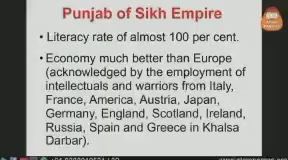 Punjab of Sikh Empire
• Literacy rate of almost 100 per cent.
• Economy much better than Europe
(acknowledged by the employment of
intellectuals and warriors from Italy,
France, America, Austria, Japan,
Germany, England, Scotland, Ireland,
Russia, Spain and Greece in Khalsa
Darbar).